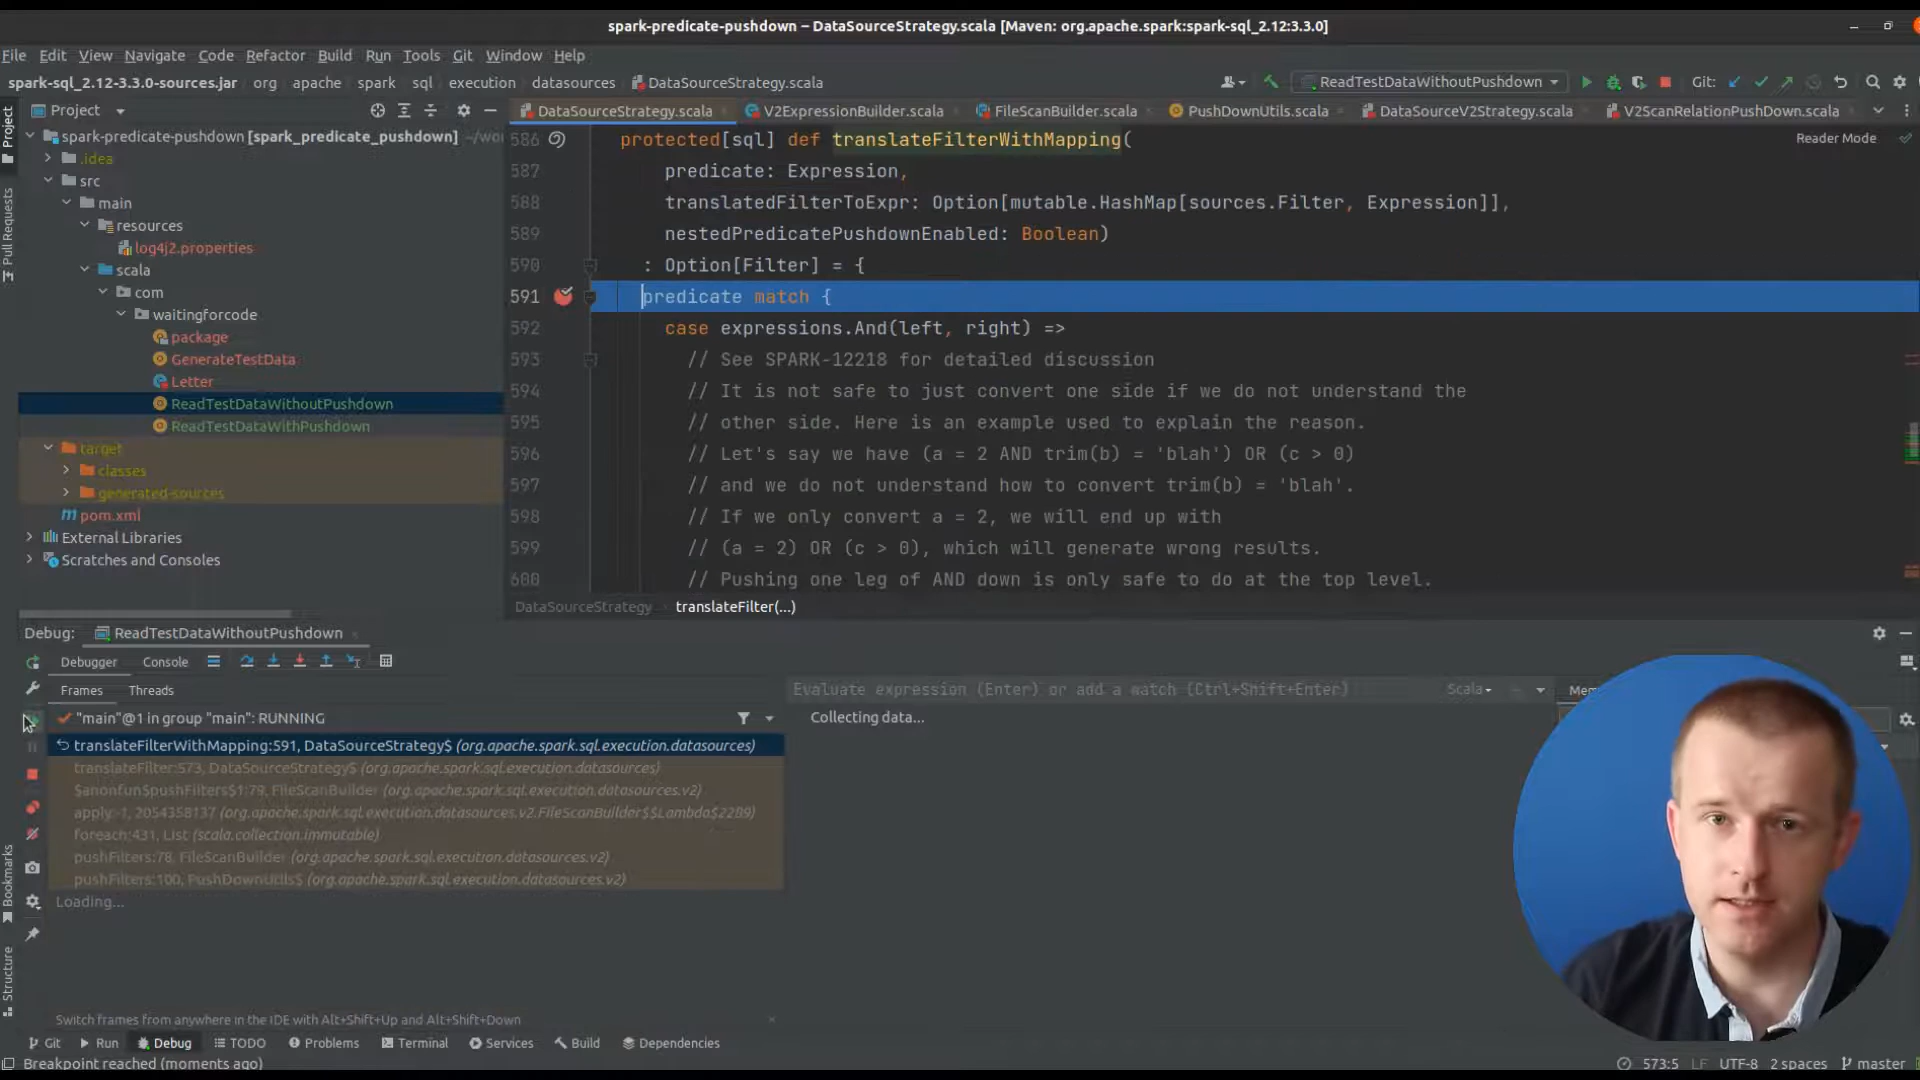 spark-predicate-pushdown – DataSourceStrategy.scala [Maven: org.apache.spark:spark-sql_2.12:3.3.0]
File Edit View Navigate Code Refactor Build Run Tools Git Window Help
spark-sql_2.12-3.3.0-sources.jar org apache spark sql execution datasources DataSourceStrategy.scala ReadTestDataWithoutPushdown Git:
Project DataSourceStrategy.scala V2ExpressionBuilder.scala FileScanBuilder.scala PushDownUtils.scala DataSourceV2Strategy.scala V2ScanRelationPushDown.scala
Project
Pull Requests
spark-predicate-pushdown [spark_predicate_pushdown]
.idea
src
main
resources
log4j2.properties
scala
com
waitingforcode
package
GenerateTestData
Letter
ReadTestDataWithoutPushdown
ReadTestDataWithPushdown
target
classes
generated-sources
pom.xml
External Libraries
Scratches and Consoles
Reader Mode
586 protected[sql] def translateFilterWithMapping(
587 predicate: Expression,
588 translatedFilterToExpr: Option[mutable.HashMap[sources.Filter, Expression]],
589 nestedPredicatePushdownEnabled: Boolean)
590 : Option[Filter] = {
591 predicate match {
592 case expressions.And(left, right) =>
593 // See SPARK-12218 for detailed discussion
594 // It is not safe to just convert one side if we do not understand the
595 // other side. Here is an example used to explain the reason.
596 // Let's say we have (a = 2 AND trim(b) = 'blah') OR (c > 0)
597 // and we do not understand how to convert trim(b) = 'blah'.
598 // If we only convert a = 2, we will end up with
599 // (a = 2) OR (c > 0), which will generate wrong results.
600 // Pushing one leg of AND down is only safe to do at the top level.
DataSourceStrategy translateFilter(...)
Debug: ReadTestDataWithoutPushdown
Debugger Console
Frames Threads
Evaluate expression (Enter) or add a match (Ctrl+Shift+Enter) Scala
"main"@1 in group "main": RUNNING
Collecting data...
translateFilterWithMapping:591, DataSourceStrategy$ (org.apache.spark.sql.execution.datasources)
translateFilter:573, DataSourceStrategy$ (org.apache.spark.sql.execution.datasources)
$anonfun$pushFilters$1:79, FileScanBuilder (org.apache.spark.sql.execution.datasources.v2)
apply:-1, 2054358137 (org.apache.spark.sql.execution.datasources.v2.FileScanBuilder$$Lambda$2289)
foreach:431, List (scala.collection.immutable)
pushFilters:78, FileScanBuilder (org.apache.spark.sql.execution.datasources.v2)
pushFilters:100, PushDownUtils$ (org.apache.spark.sql.execution.datasources.v2)
Loading...
Bookmarks
Structure
Switch frames from anywhere in the IDE with Alt+Shift+Up and Alt+Shift+Down
Git Run Debug TODO Problems Terminal Services Build Dependencies
Breakpoint reached (moments ago) 573:5 LF UTF-8 2 spaces master